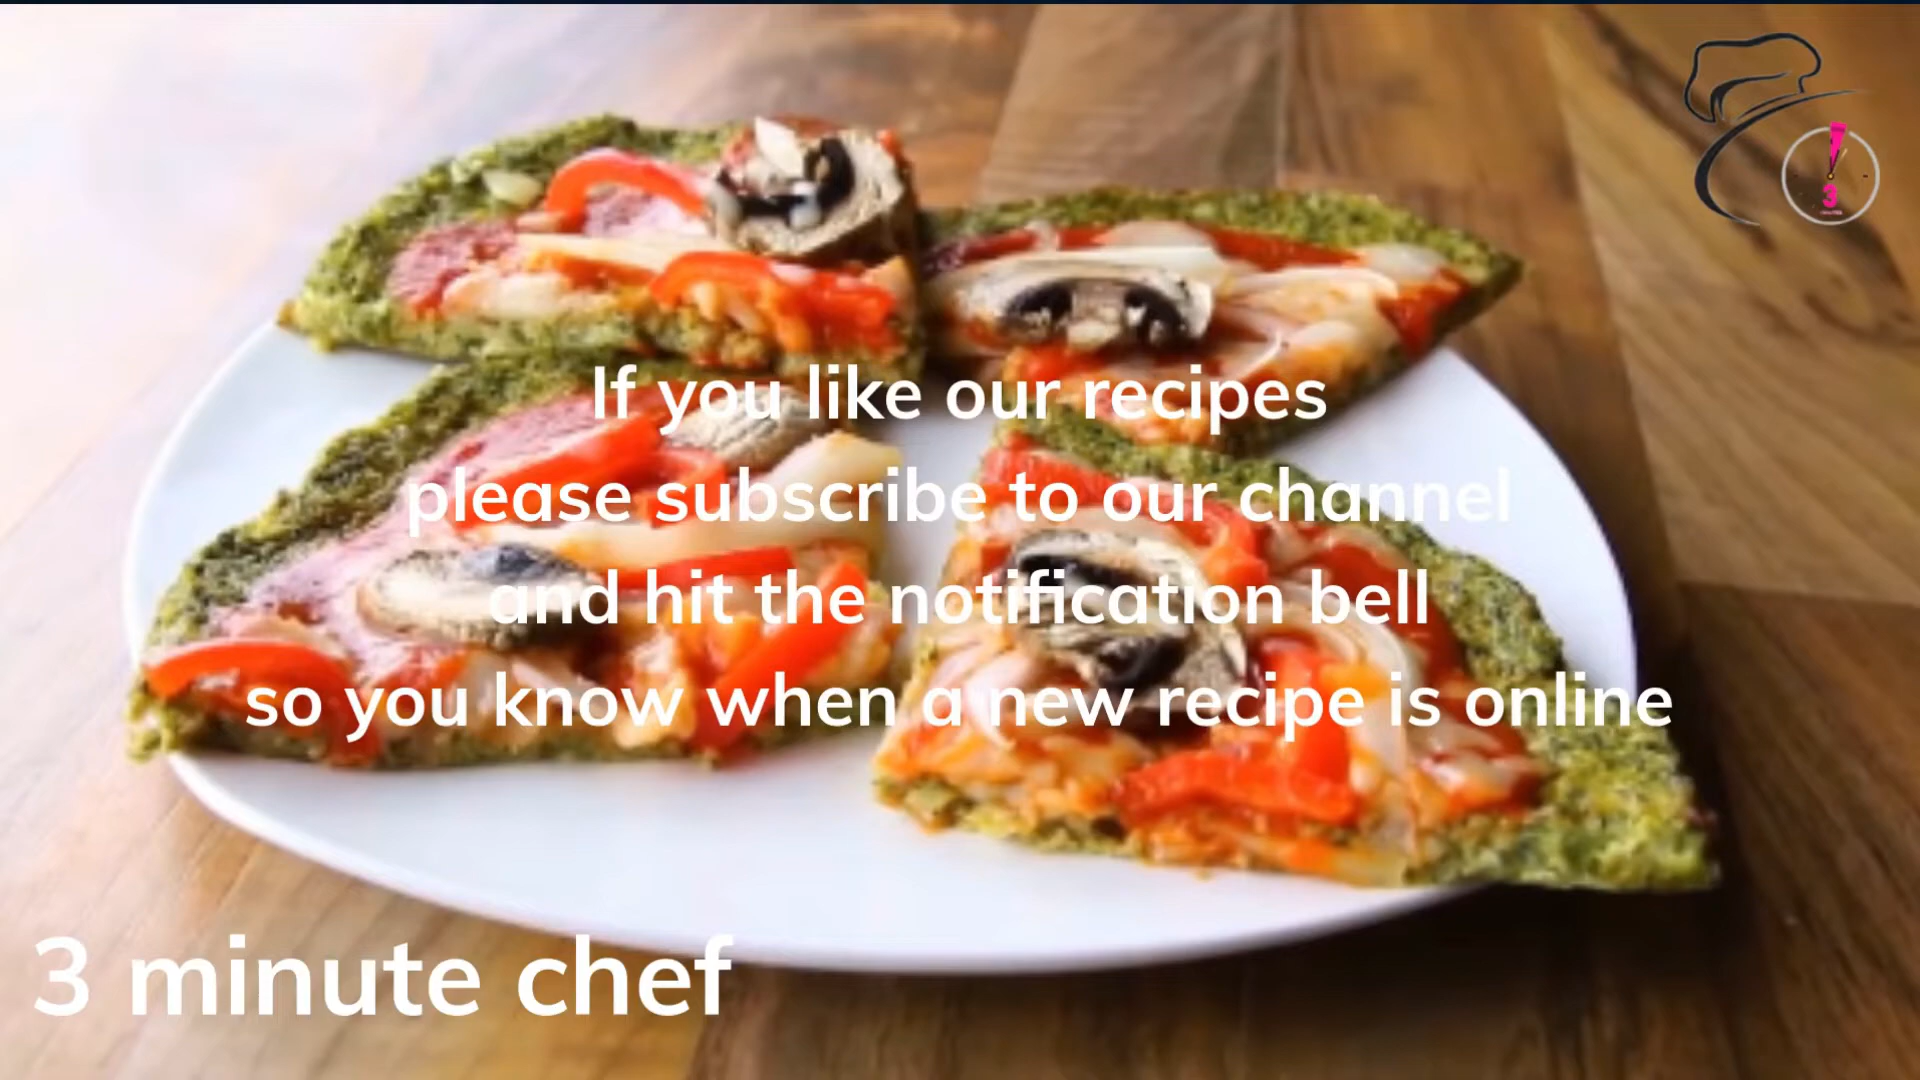 3
If you like our recipes
please subscribe to our channel
and hit the notification bell
so you know when a new recipe is online
3 minute chef